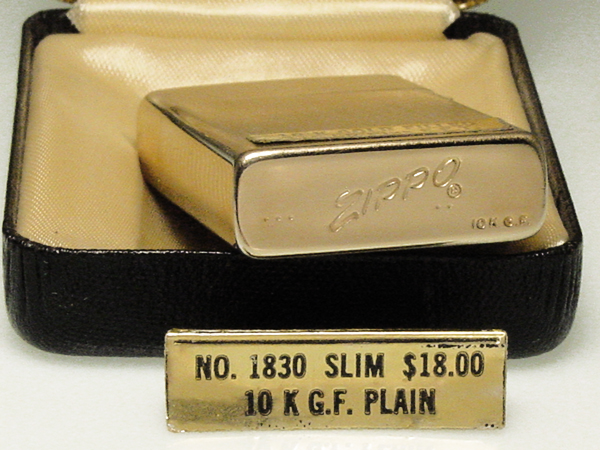 Zippo ®
10K G.F.
NO. 1830 SLIM $18.00
10 K G.F. PLAIN